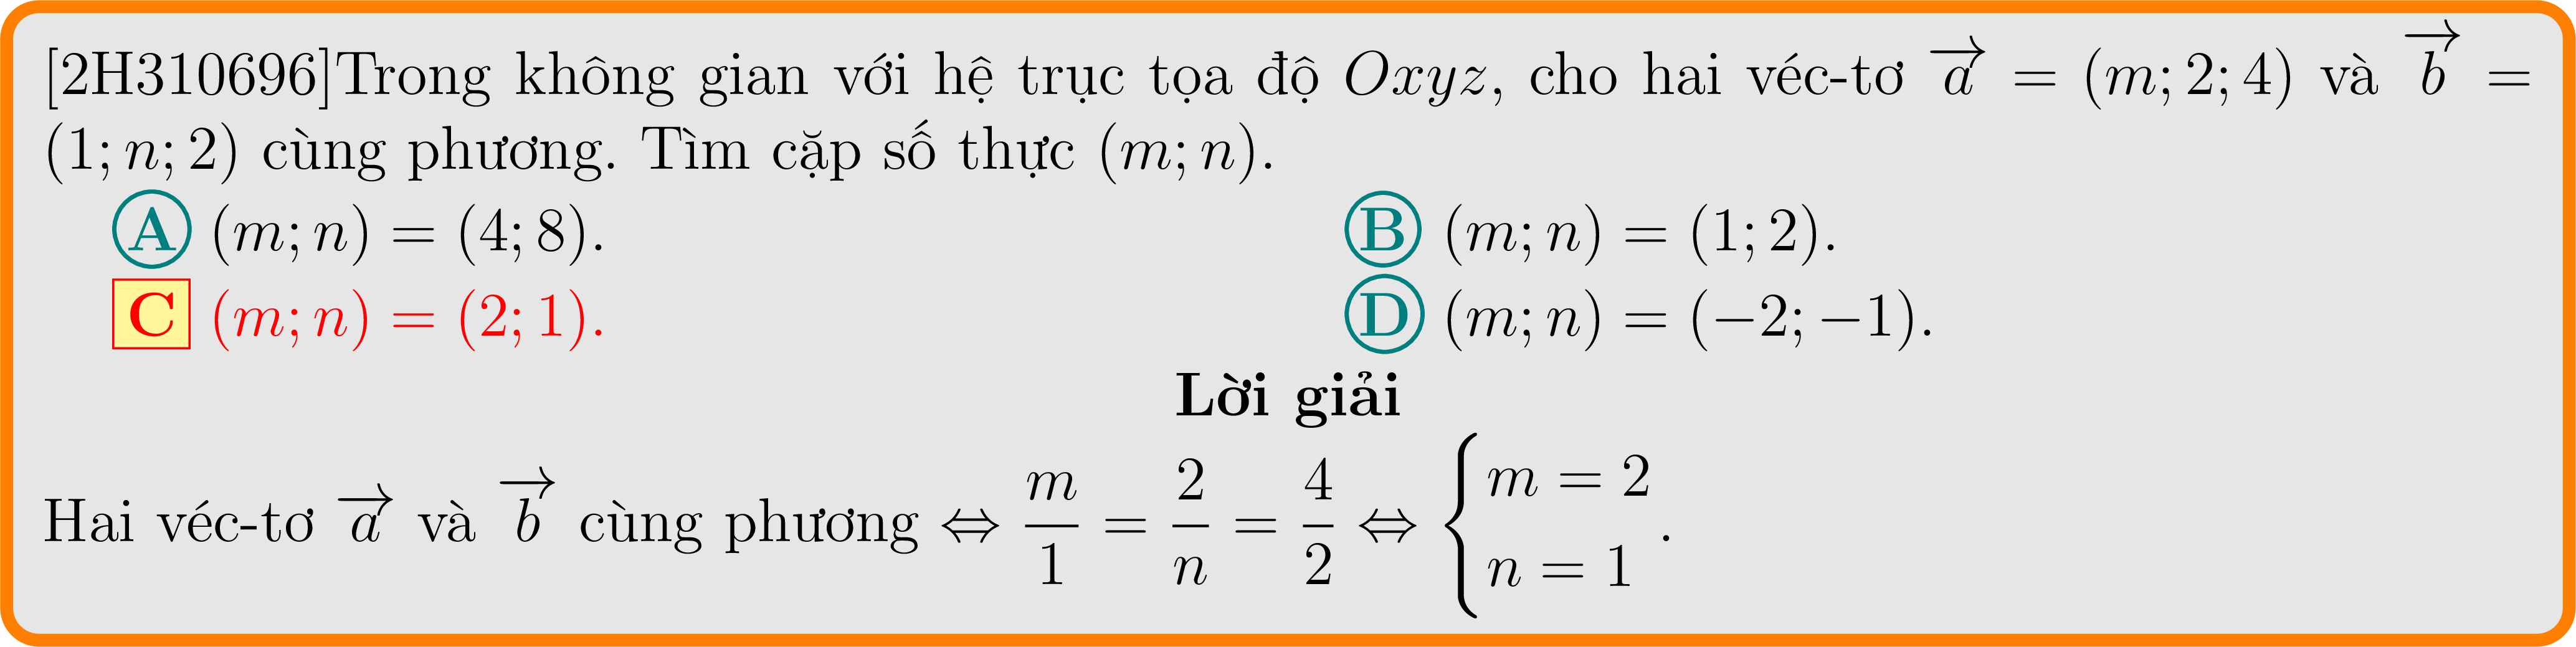 [2H310696]Trong không gian với hệ trục tọa độ $Oxyz$, cho hai véc-tơ $\overrightarrow{a} = (m; 2; 4)$ và $\overrightarrow{b} =$
$(1; n; 2)$ cùng phương. Tìm cặp số thực $(m; n)$.
A $(m; n) = (4; 8)$. B $(m; n) = (1; 2)$.
C $(m; n) = (2; 1)$. D $(m; n) = (-2; -1)$.
Lời giải
Hai véc-tơ $\overrightarrow{a}$ và $\overrightarrow{b}$ cùng phương $\Leftrightarrow \dfrac{m}{1} = \dfrac{2}{n} = \dfrac{4}{2} \Leftrightarrow \begin{cases} m = 2 \\ n = 1 \end{cases}$.